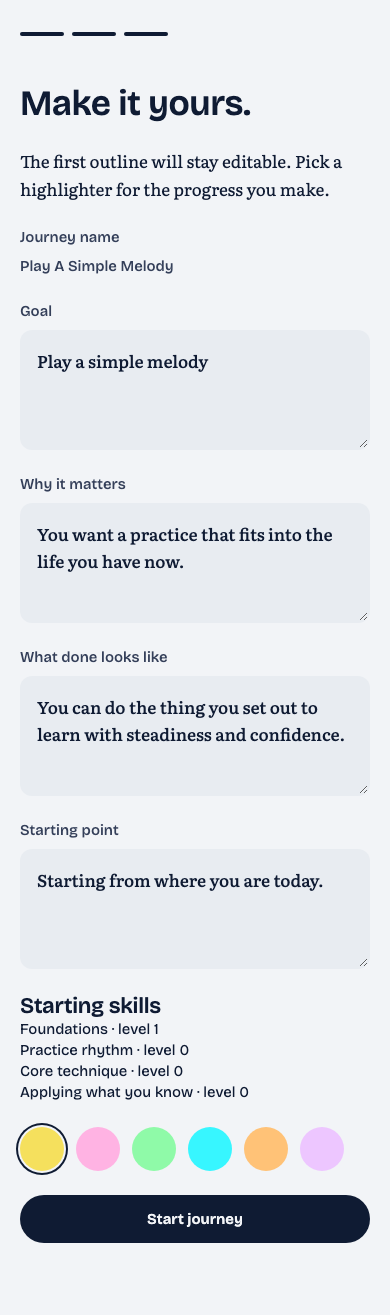 Make it yours.
The first outline will stay editable. Pick a
highlighter for the progress you make.
Journey name
Play A Simple Melody
Goal
Play a simple melody
Why it matters
You want a practice that fits into the
life you have now.
What done looks like
You can do the thing you set out to
learn with steadiness and confidence.
Starting point
Starting from where you are today.
Starting skills
Foundations · level 1
Practice rhythm · level 0
Core technique · level 0
Applying what you know · level 0
Start journey